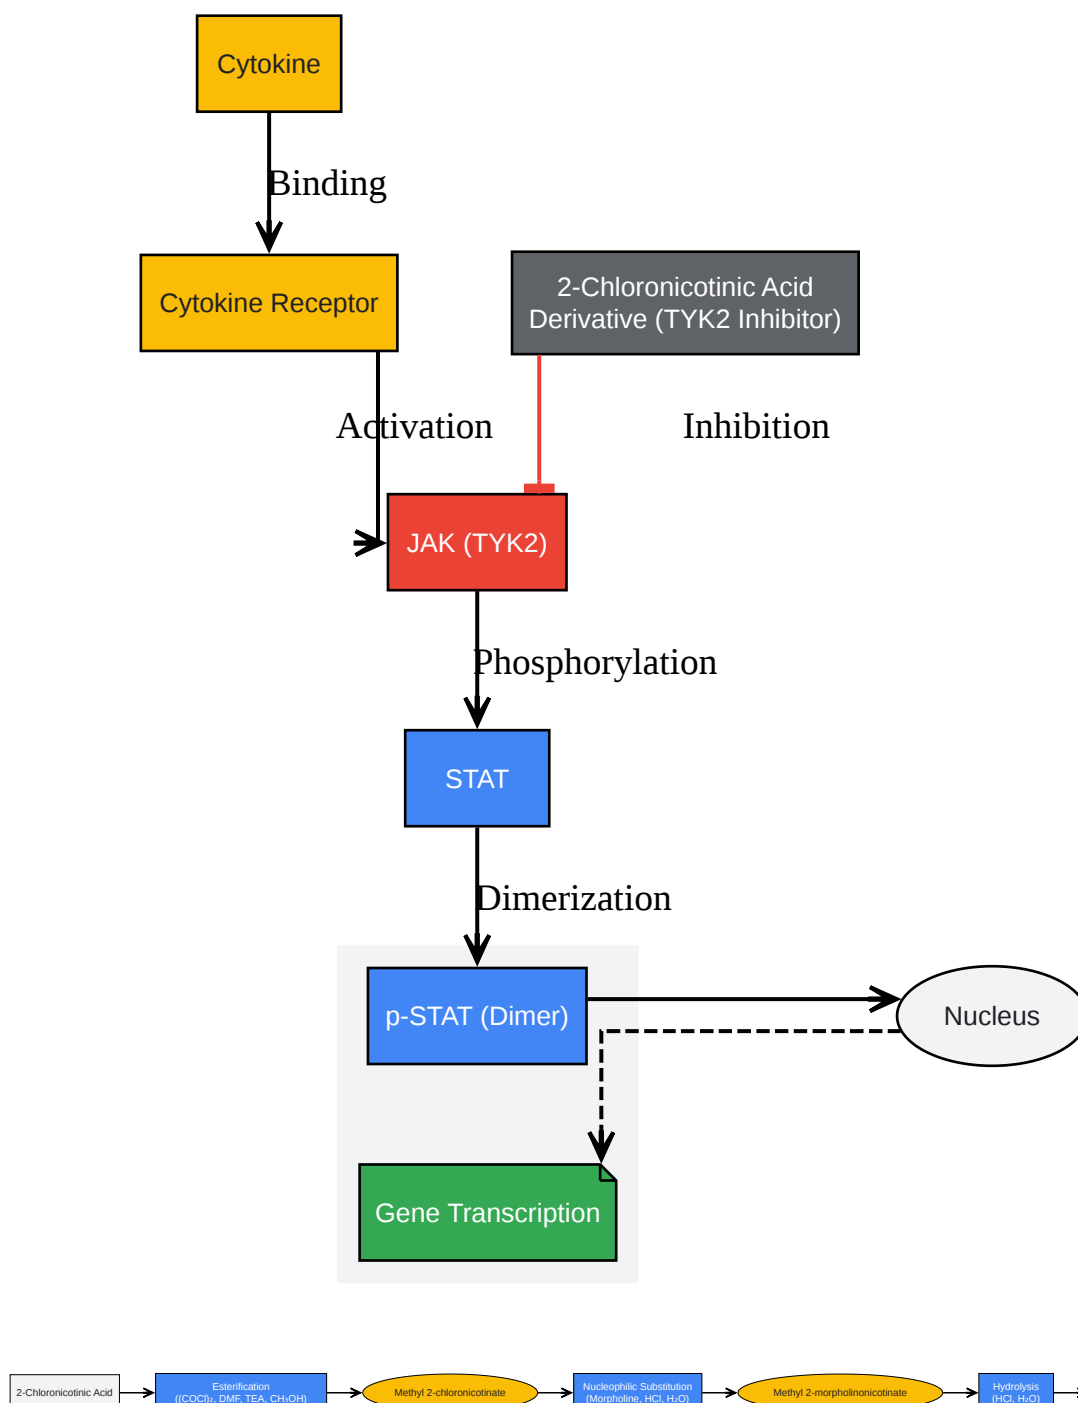 Cytokine
Binding
Cytokine Receptor
2-Chloronicotinic Acid
Derivative (TYK2 Inhibitor)
Activation
Inhibition
JAK (TYK2)
Phosphorylation
STAT
Dimerization
p-STAT (Dimer)
Nucleus
Gene Transcription
2-Chloronicotinic Acid
Esterification
((COCl)₂, DMF, TEA, CH₃OH)
Methyl 2-chloronicotinate
Nucleophilic Substitution
(Morpholine, HCl, H₂O)
Methyl 2-morpholinonicotinate
Hydrolysis
(HCl, H₂O)